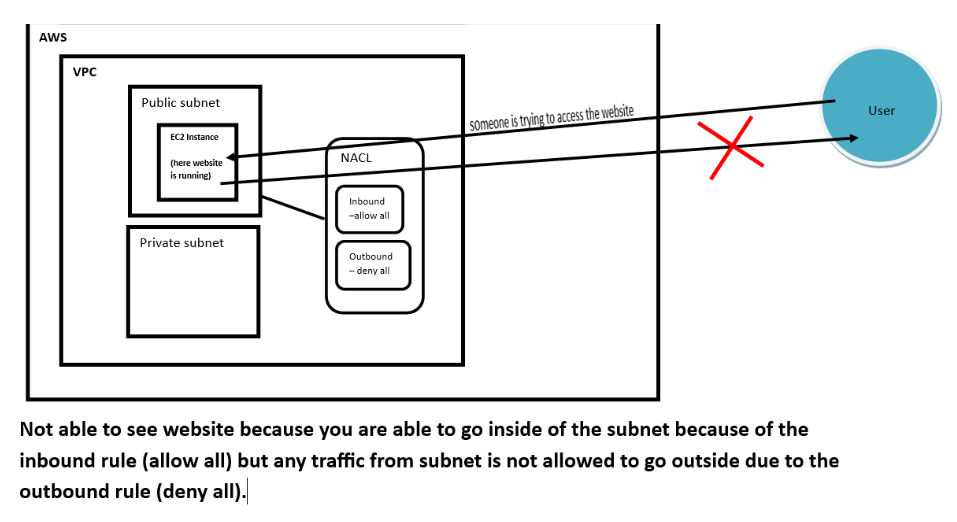 AWS
VPC
Public subnet
EC2 Instance
(here website
is running)
someone is trying to access the website
User
NACL
Inbound
–allow all
Outbound
– deny all
Private subnet
Not able to see website because you are able to go inside of the subnet because of the
inbound rule (allow all) but any traffic from subnet is not allowed to go outside due to the
outbound rule (deny all).